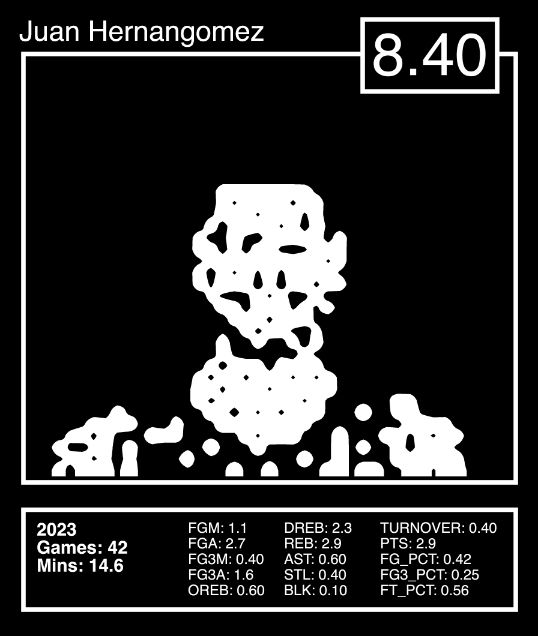 Juan Hernangomez
8.40
2023
Games: 42
Mins: 14.6
FGM: 1.1
FGA: 2.7
FG3M: 0.40
FG3A: 1.6
OREB: 0.60
DREB: 2.3
REB: 2.9
AST: 0.60
STL: 0.40
BLK: 0.10
TURNOVER: 0.40
PTS: 2.9
FG_PCT: 0.42
FG3_PCT: 0.25
FT_PCT: 0.56